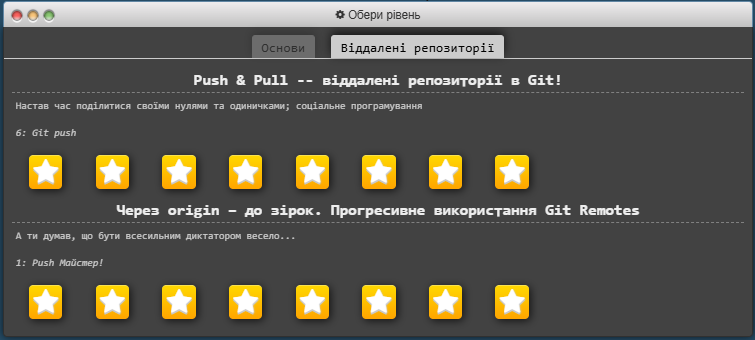 Обери рівень
Основи
Віддалені репозиторії
Push & Pull -- віддалені репозиторії в Git!
Настав час поділитися своїми нулями та одиничками; соціальне програмування
6: Git push
Через origin – до зірок. Прогресивне використання Git Remotes
А ти думав, що бути всесильним диктатором весело...
1: Push Майстер!